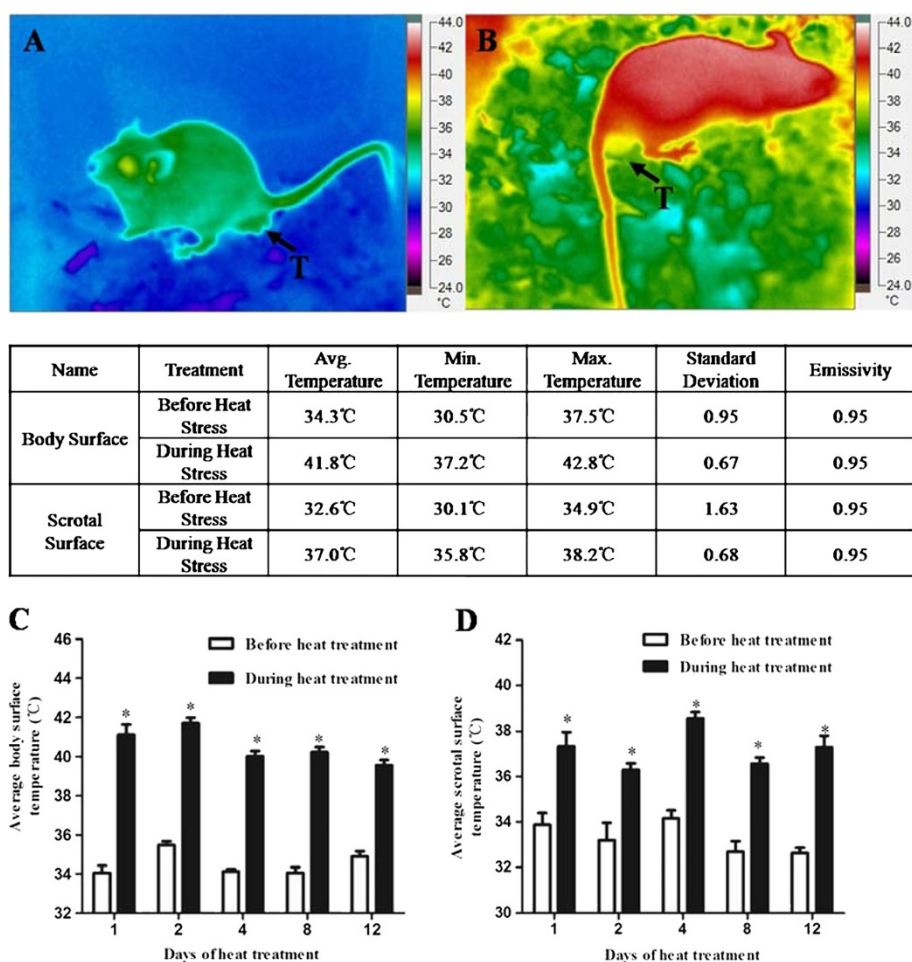 A
44.0
40
38
36
34
32
30
28
26
24.0
°C
T
B
44.0
42
40
38
36
34
32
30
28
26
24.0
°C
T
Name Treatment Avg. Temperature Min. Temperature Max. Temperature Standard Deviation Emissivity
Body Surface Before Heat Stress 34.3℃ 30.5℃ 37.5℃ 0.95 0.95
During Heat Stress 41.8℃ 37.2℃ 42.8℃ 0.67 0.95
Scrotal Surface Before Heat Stress 32.6℃ 30.1℃ 34.9℃ 1.63 0.95
During Heat Stress 37.0℃ 35.8℃ 38.2℃ 0.68 0.95
C
Average body surface
temperature (℃)
46
44
42
40
38
36
34
32
Before heat treatment
During heat treatment
* * * * *
1 2 4 8 12
Days of heat treatment
D
Average scrotal surface
temperature (℃)
42
40
38
36
34
32
30
Before heat treatment
During heat treatment
* * * * *
1 2 4 8 12
Days of heat treatment